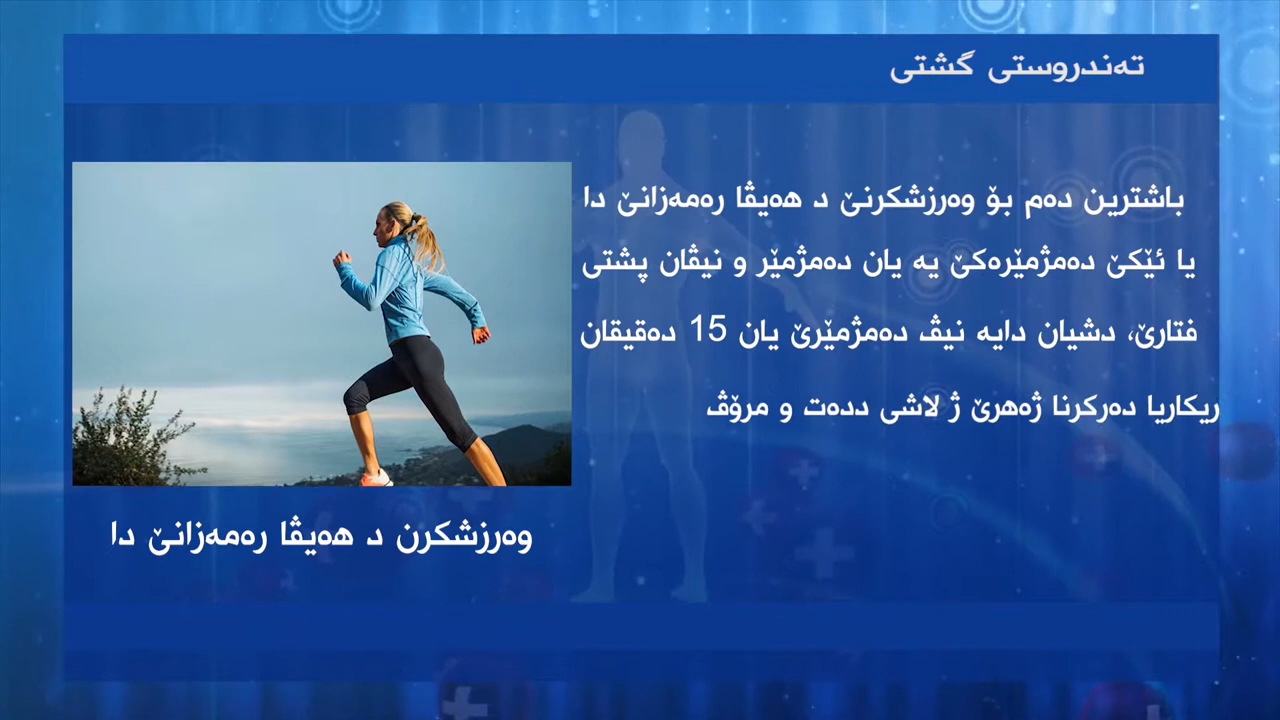 تەندروستی گشتی
باشترین دەم بۆ وەرزشکرنێ د هەیڤا رەمەزانێ دا
یا ئێکێ دەمژمێرەکێ یە یان دەمژمێر و نیڤان پشتی
فتارێ، دشیان دایە نیڤ دەمژمێرێ یان 15 دەقیقان
ریکاریا دەرکرنا ژەهرێ ژ لاشی ددەت و مرۆڤ
وەرزشکرن د هەیڤا رەمەزانێ دا